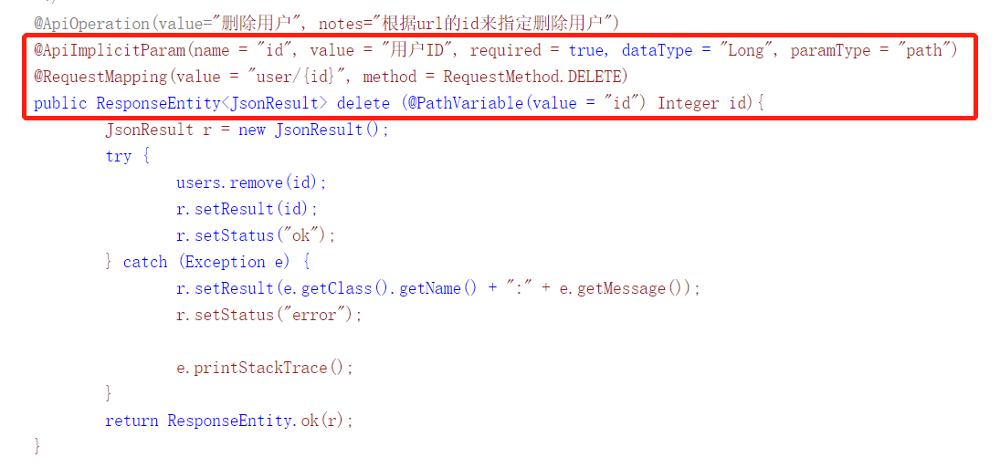 @ApiOperation(value="删除用户", notes="根据url的id来指定删除用户")
@ApiImplicitParam(name = "id", value = "用户ID", required = true, dataType = "Long", paramType = "path")
@RequestMapping(value = "user/{id}", method = RequestMethod.DELETE)
public ResponseEntity<JsonResult> delete (@PathVariable(value = "id") Integer id){
JsonResult r = new JsonResult();
try {
users.remove(id);
r.setResult(id);
r.setStatus("ok");
} catch (Exception e) {
r.setResult(e.getClass().getName() + ":" + e.getMessage());
r.setStatus("error");
e.printStackTrace();
}
return ResponseEntity.ok(r);
}